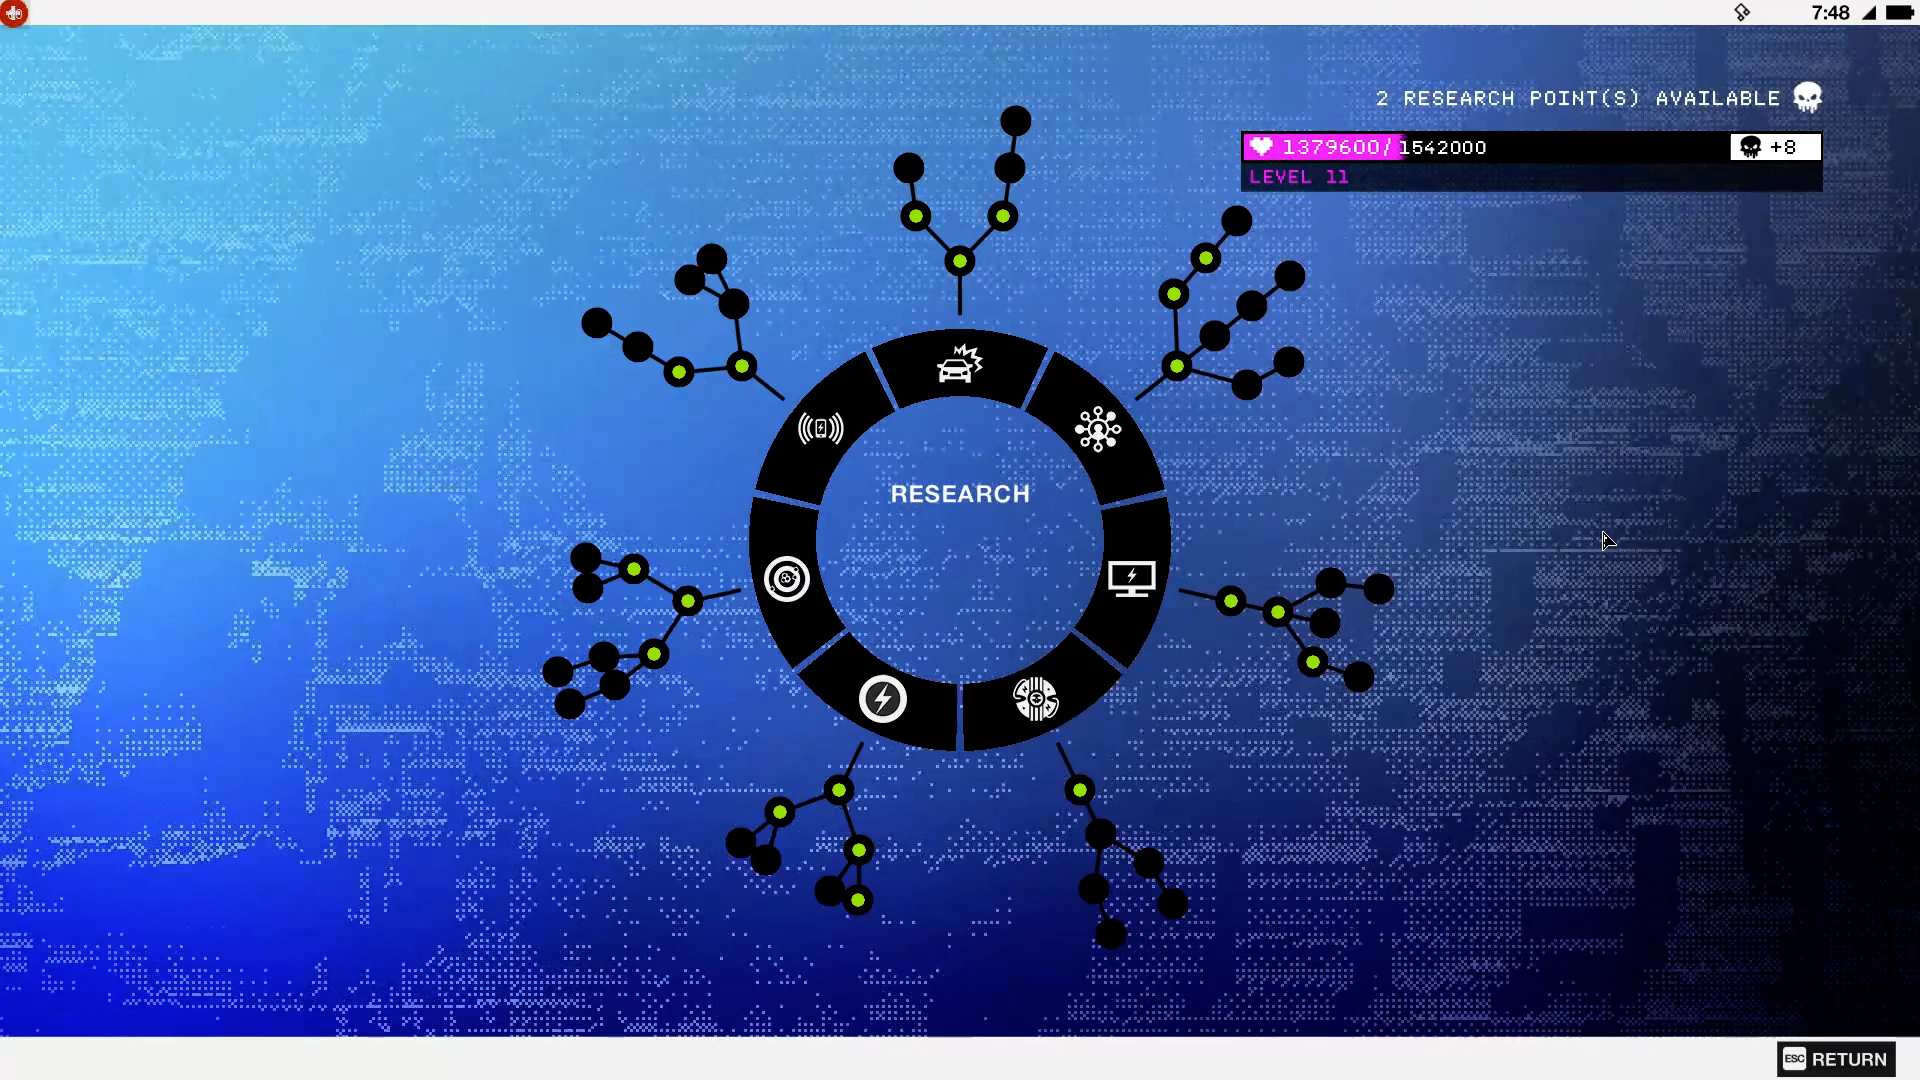 7:48
2 RESEARCH POINT(S) AVAILABLE
1379600/1542000 +8
LEVEL 11
RESEARCH
ESC RETURN